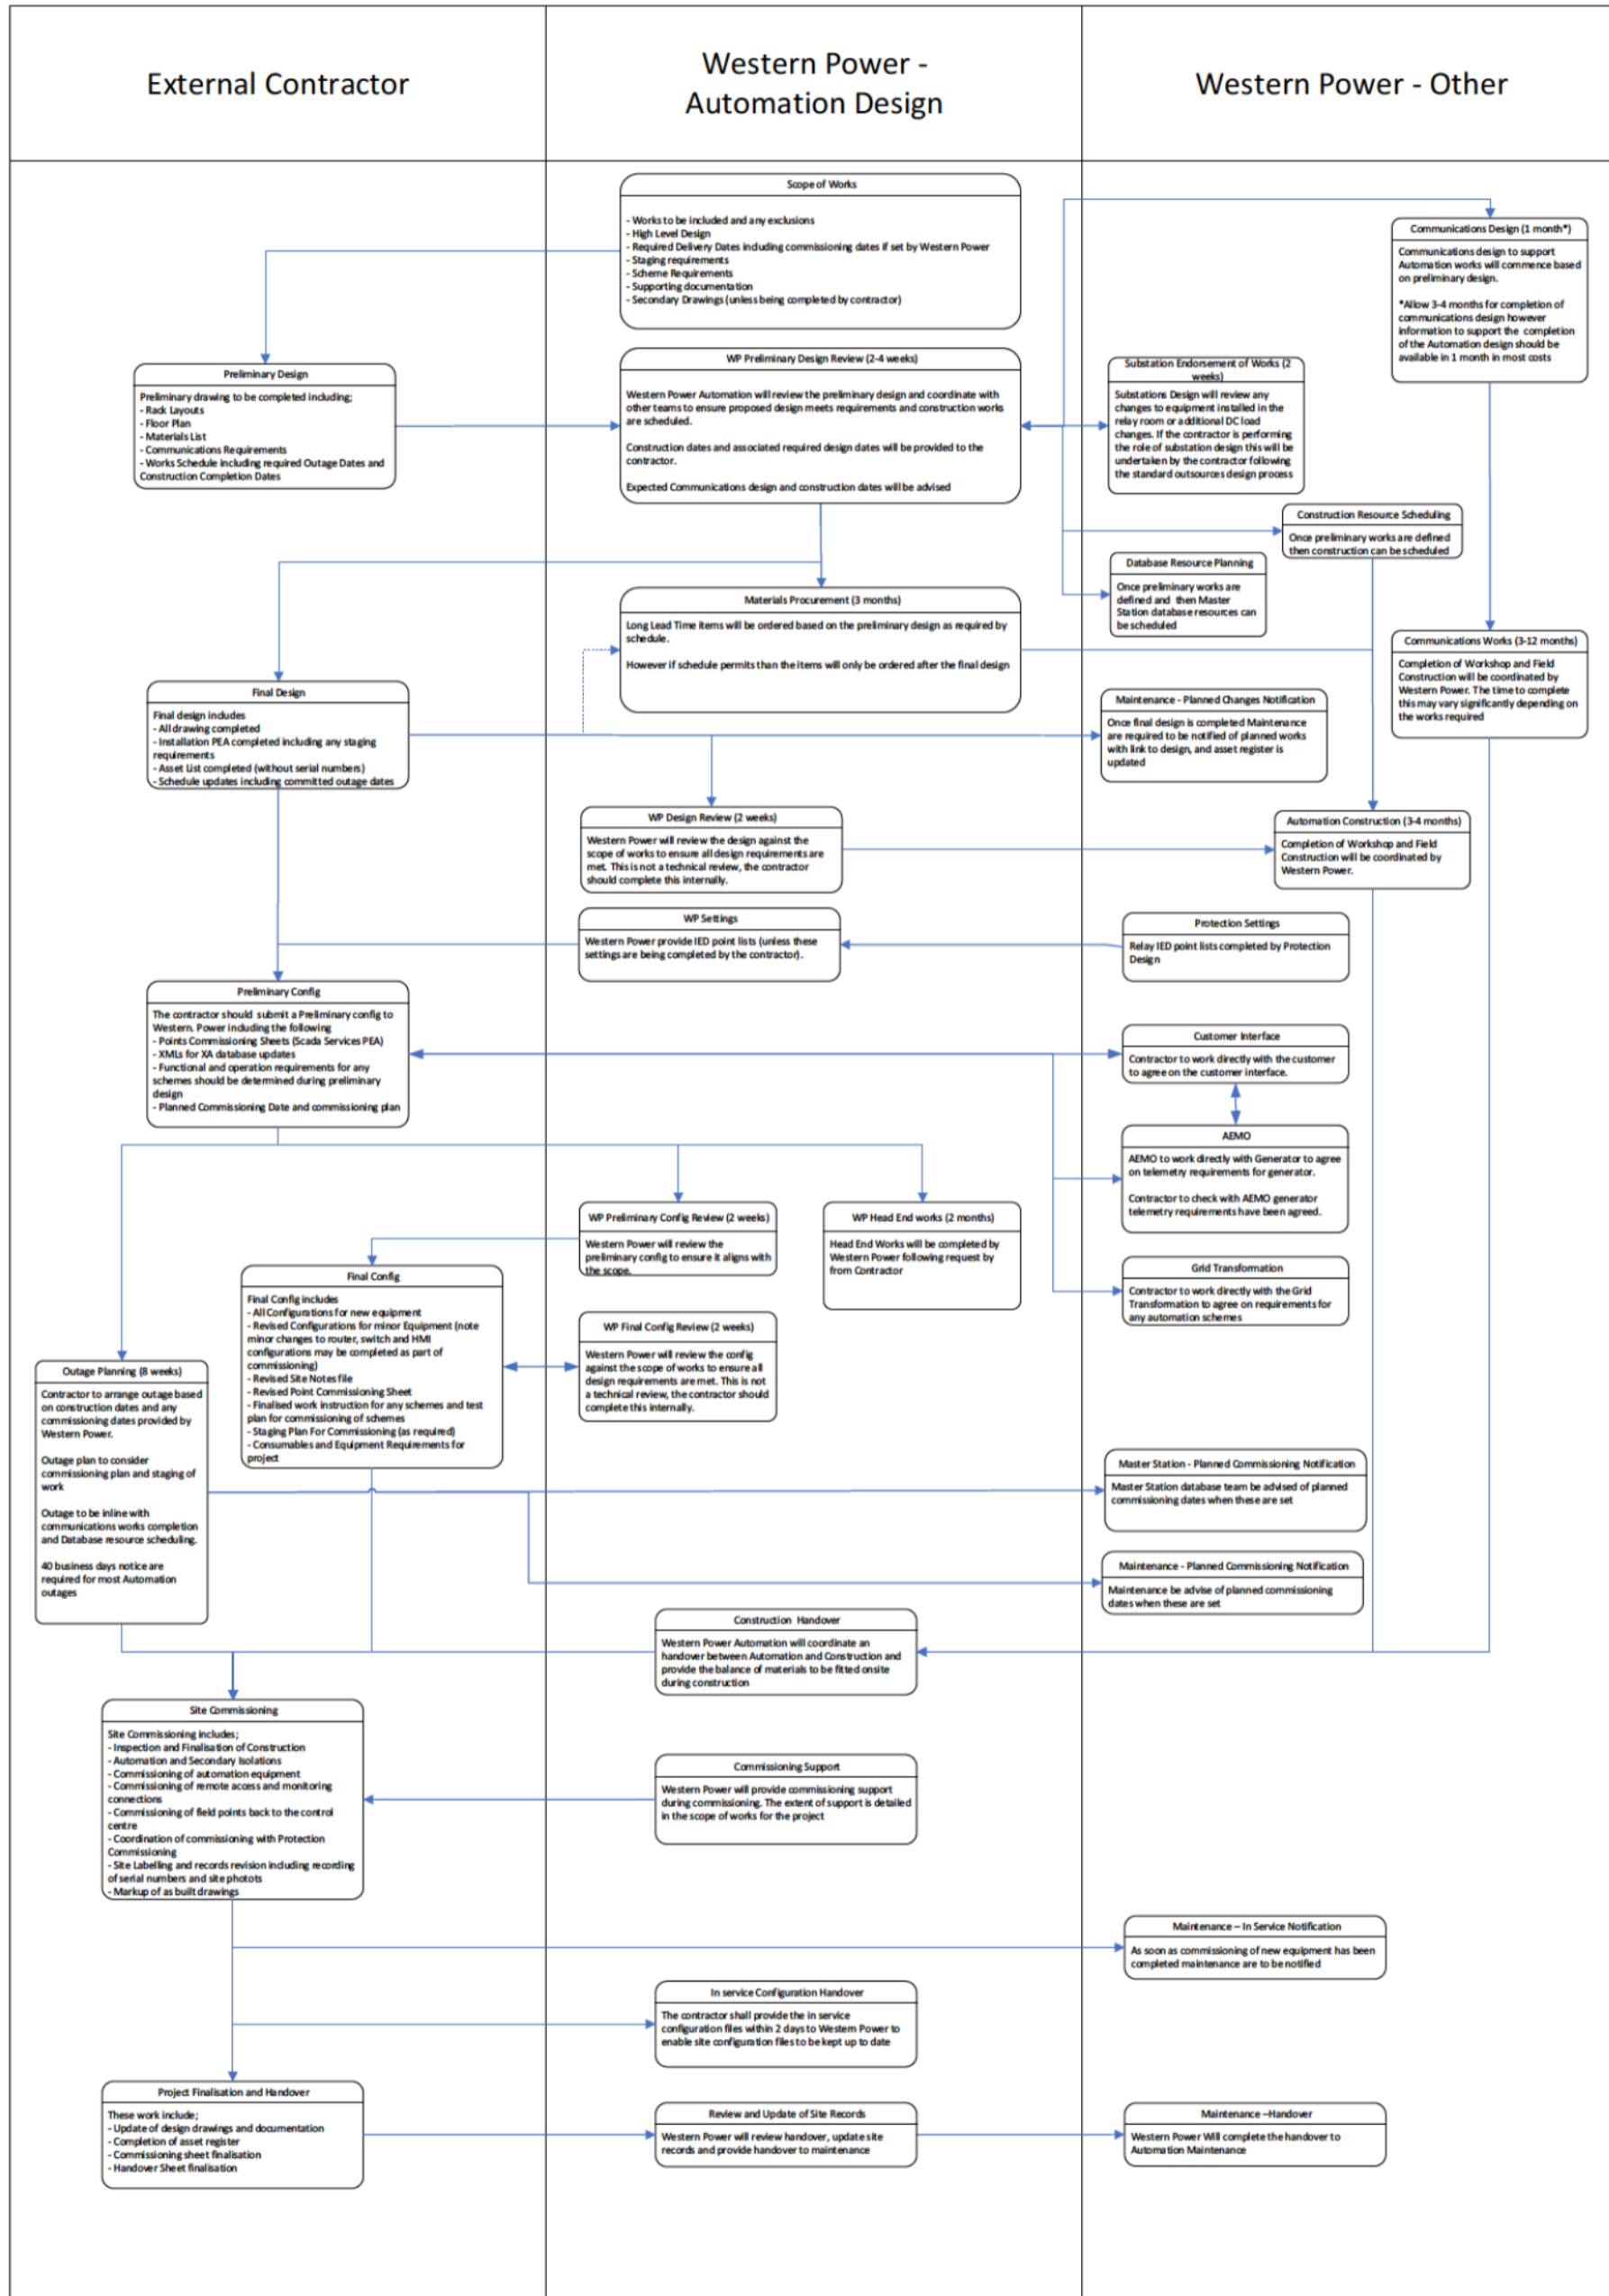 External Contractor
Western Power -
Automation Design
Western Power - Other
Scope of Works
- Works to be included and any exclusions
- High Level Design
- Required Delivery Dates including commissioning dates if set by Western Power
- Staging requirements
- Scheme Requirements
- Supporting documentation
- Secondary Drawings (unless being completed by contractor)
Communications Design (1 month*)
Communications design to support
Automation works will commence based
on preliminary design.
*Allow 3-4 months for completion of
communications design however
information to support the completion
of the Automation design should be
available in 1 month in most costs
Preliminary Design
Preliminary drawing to be completed including;
- Rack Layouts
- Floor Plan
- Materials List
- Communications Requirements
- Works Schedule including required Outage Dates and
Construction Completion Dates
WP Preliminary Design Review (2-4 weeks)
Western Power Automation will review the preliminary design and coordinate with
other teams to ensure proposed design meets requirements and construction works
are scheduled.
Construction dates and associated required design dates will be provided to the
contractor.
Expected Communications design and construction dates will be advised
Substation Endorsement of Works (2
weeks)
Substations Design will review any
changes to equipment installed in the
relay room or additional DC load
changes. If the contractor is performing
the role of substation design this will be
undertaken by the contractor following
the standard outsources design process
Construction Resource Scheduling
Once preliminary works are defined
then construction can be scheduled
Database Resource Planning
Once preliminary works are
defined and then Master
Station database resources can
be scheduled
Materials Procurement (3 months)
Long Lead Time items will be ordered based on the preliminary design as required by
schedule.
However if schedule permits than the items will only be ordered after the final design
Communications Works (3-12 months)
Completion of Workshop and Field
Construction will be coordinated by
Western Power. The time to complete
this may vary significantly depending on
the works required
Final Design
Final design includes
- All drawing completed
- Installation PEA completed including any staging
requirements
- Asset List completed (without serial numbers)
- Schedule updates including committed outage dates
Maintenance - Planned Changes Notification
Once final design is completed Maintenance
are required to be notified of planned works
with link to design, and asset register is
updated
WP Design Review (2 weeks)
Western Power will review the design against the
scope of works to ensure all design requirements are
met. This is not a technical review, the contractor
should complete this internally.
Automation Construction (3-4 months)
Completion of Workshop and Field
Construction will be coordinated by
Western Power.
WP Settings
Western Power provide IED point lists (unless these
settings are being completed by the contractor).
Protection Settings
Relay IED point lists completed by Protection
Design
Preliminary Config
The contractor should submit a Preliminary config to
Western. Power including the following
- Points Commissioning Sheets (Scada Services PEA)
- XMLs for XA database updates
- Functional and operation requirements for any
schemes should be determined during preliminary
design
- Planned Commissioning Date and commissioning plan
Customer Interface
Contractor to work directly with the customer
to agree on the customer interface.
AEMO
AEMO to work directly with Generator to agree
on telemetry requirements for generator.
Contractor to check with AEMO generator
telemetry requirements have been agreed.
WP Preliminary Config Review (2 weeks)
Western Power will review the
preliminary config to ensure it aligns with
the scope.
WP Head End works (2 months)
Head End Works will be completed by
Western Power following request by
from Contractor
Grid Transformation
Contractor to work directly with the Grid
Transformation to agree on requirements for
any automation schemes
Final Config
Final Config includes
- All Configurations for new equipment
- Revised Configurations for minor Equipment (note
minor changes to router, switch and HMI
configurations may be completed as part of
commissioning)
- Revised Site Notes file
- Revised Point Commissioning Sheet
- Finalised work instruction for any schemes and test
plan for commissioning of schemes
- Staging Plan For Commissioning (as required)
- Consumables and Equipment Requirements for
project
WP Final Config Review (2 weeks)
Western Power will review the config
against the scope of works to ensure all
design requirements are met. This is not
a technical review, the contractor should
complete this internally.
Outage Planning (8 weeks)
Contractor to arrange outage based
on construction dates and any
commissioning dates provided by
Western Power.
Outage plan to consider
commissioning plan and staging of
work
Outage to be inline with
communications works completion
and Database resource scheduling.
40 business days notice are
required for most Automation
outages
Master Station - Planned Commissioning Notification
Master Station database team be advised of planned
commissioning dates when these are set
Maintenance - Planned Commissioning Notification
Maintenance be advise of planned commissioning
dates when these are set
Construction Handover
Western Power Automation will coordinate an
handover between Automation and Construction and
provide the balance of materials to be fitted onsite
during construction
Site Commissioning
Site Commissioning includes;
- Inspection and Finalisation of Construction
- Automation and Secondary Isolations
- Commissioning of automation equipment
- Commissioning of remote access and monitoring
connections
- Commissioning of field points back to the control
centre
- Coordination of commissioning with Protection
Commissioning
- Site Labelling and records revision including recording
of serial numbers and site photots
- Markup of as built drawings
Commissioning Support
Western Power will provide commissioning support
during commissioning. The extent of support is detailed
in the scope of works for the project
Maintenance – In Service Notification
As soon as commissioning of new equipment has been
completed maintenance are to be notified
In service Configuration Handover
The contractor shall provide the in service
configuration files within 2 days to Western Power to
enable site configuration files to be kept up to date
Project Finalisation and Handover
These work include;
- Update of design drawings and documentation
- Completion of asset register
- Commissioning sheet finalisation
- Handover Sheet finalisation
Review and Update of Site Records
Western Power will review handover, update site
records and provide handover to maintenance
Maintenance –Handover
Western Power Will complete the handover to
Automation Maintenance